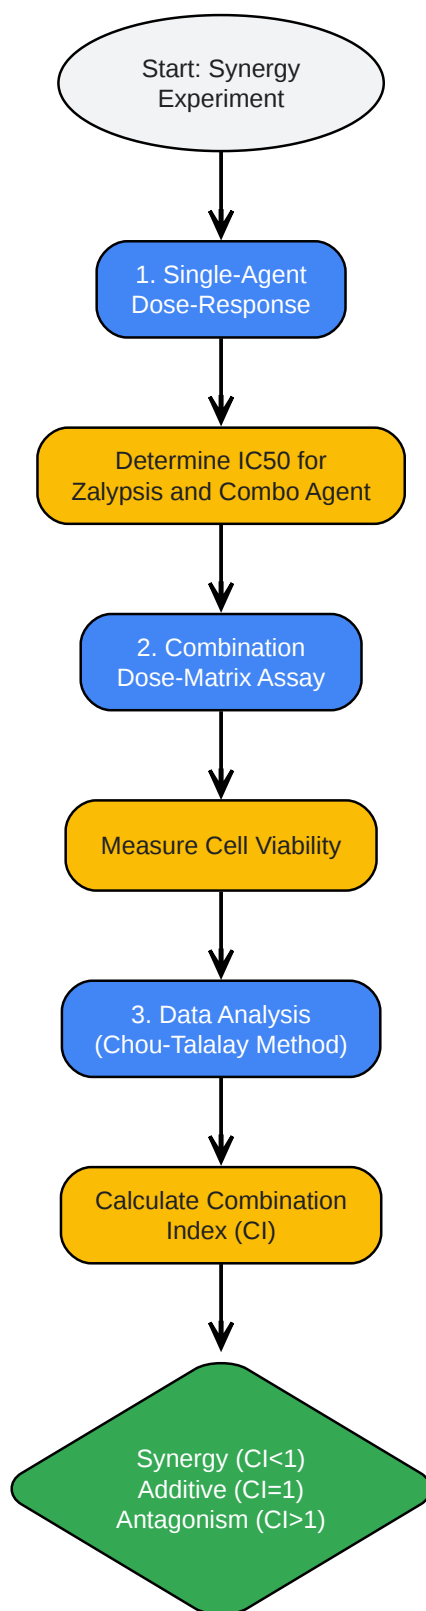 Start: Synergy
Experiment
1. Single-Agent
Dose-Response
Determine IC50 for
Zalypsis and Combo Agent
2. Combination
Dose-Matrix Assay
Measure Cell Viability
3. Data Analysis
(Chou-Talalay Method)
Calculate Combination
Index (CI)
Synergy (CI<1)
Additive (CI=1)
Antagonism (CI>1)